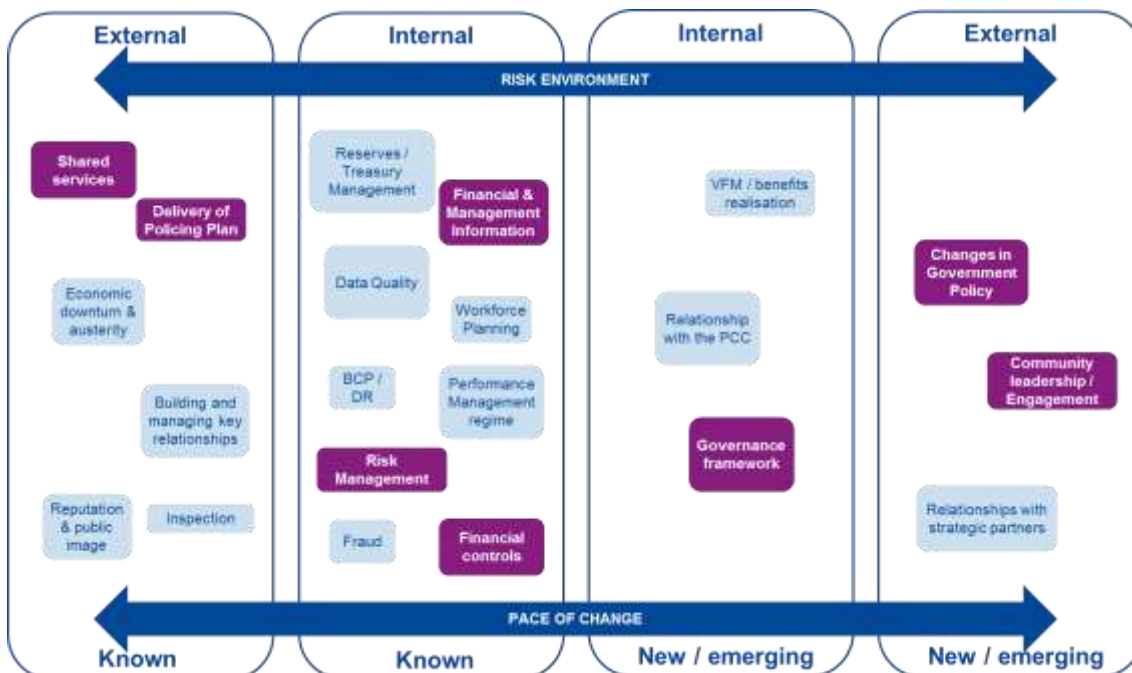 External
Internal
Internal
External
RISK ENVIRONMENT
Shared
services
Delivery of
Policing Plan
Economic
downturn &
austerity
Building and
managing key
relationships
Reputation
& public
image
Inspection
Reserves /
Treasury
Management
Financial &
Management
Information
Data Quality
Workforce
Planning
BCP /
DR
Performance
Management
regime
Risk
Management
Fraud
Financial
controls
VFM / benefits
realisation
Relationship
with the PCC
Governance
framework
Changes in
Government
Policy
Community
leadership /
Engagement
Relationships with
strategic partners
PACE OF CHANGE
Known
Known
New / emerging
New / emerging